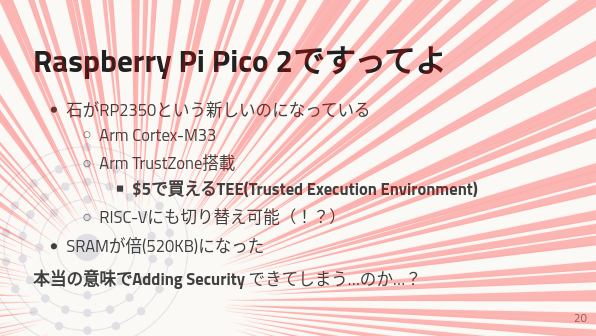 Raspberry Pi Pico 2ですってよ
石がRP2350という新しいのになっている
Arm Cortex-M33
Arm TrustZone搭載
$5で買えるTEE(Trusted Execution Environment)
RISC-Vにも切り替え可能（！？）
SRAMが倍(520KB)になった
本当の意味でAdding Security できてしまう...のか...？
20